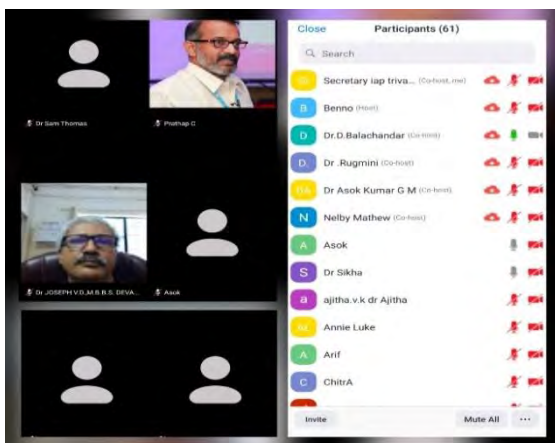 Dr Sam Thomas
Prathap C
Dr JOSEPH V.D,M.B.B.S. DEVA...
Asok
Close
Participants (61)
Search
Secretary iap triva... (Co-host, me)
B
Benno (Host)
D
Dr.D.Balachandar (Co-host)
D.
Dr .Rugmini (Co-host)
DA
Dr Asok Kumar G M (Co-host)
N
Nelby Mathew (Co-host)
A
Asok
S
Dr Sikha
a
ajitha.v.k dr Ajitha
AL
Annie Luke
A
Arif
C
ChitrA
Invite
Mute All
...